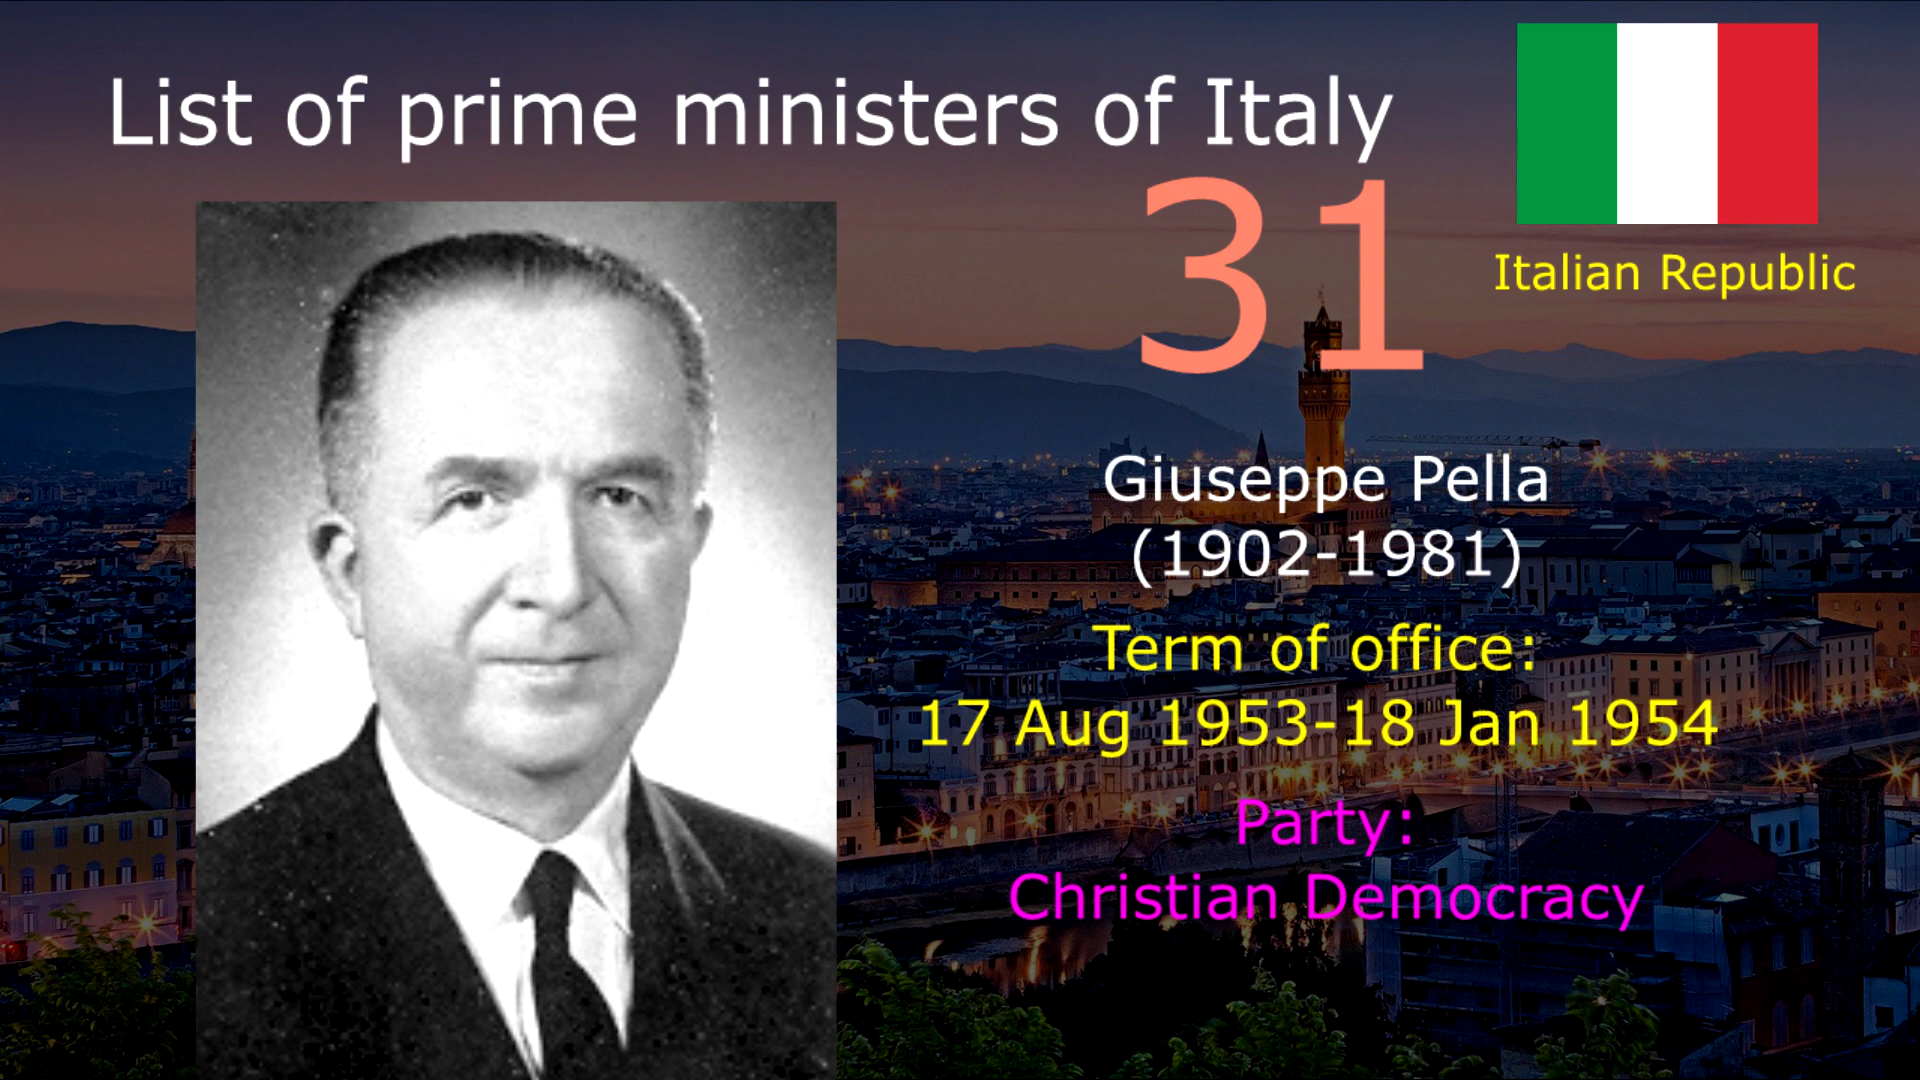 List of prime ministers of Italy
31
Italian Republic
Giuseppe Pella
(1902-1981)
Term of office:
17 Aug 1953-18 Jan 1954
Party:
Christian Democracy